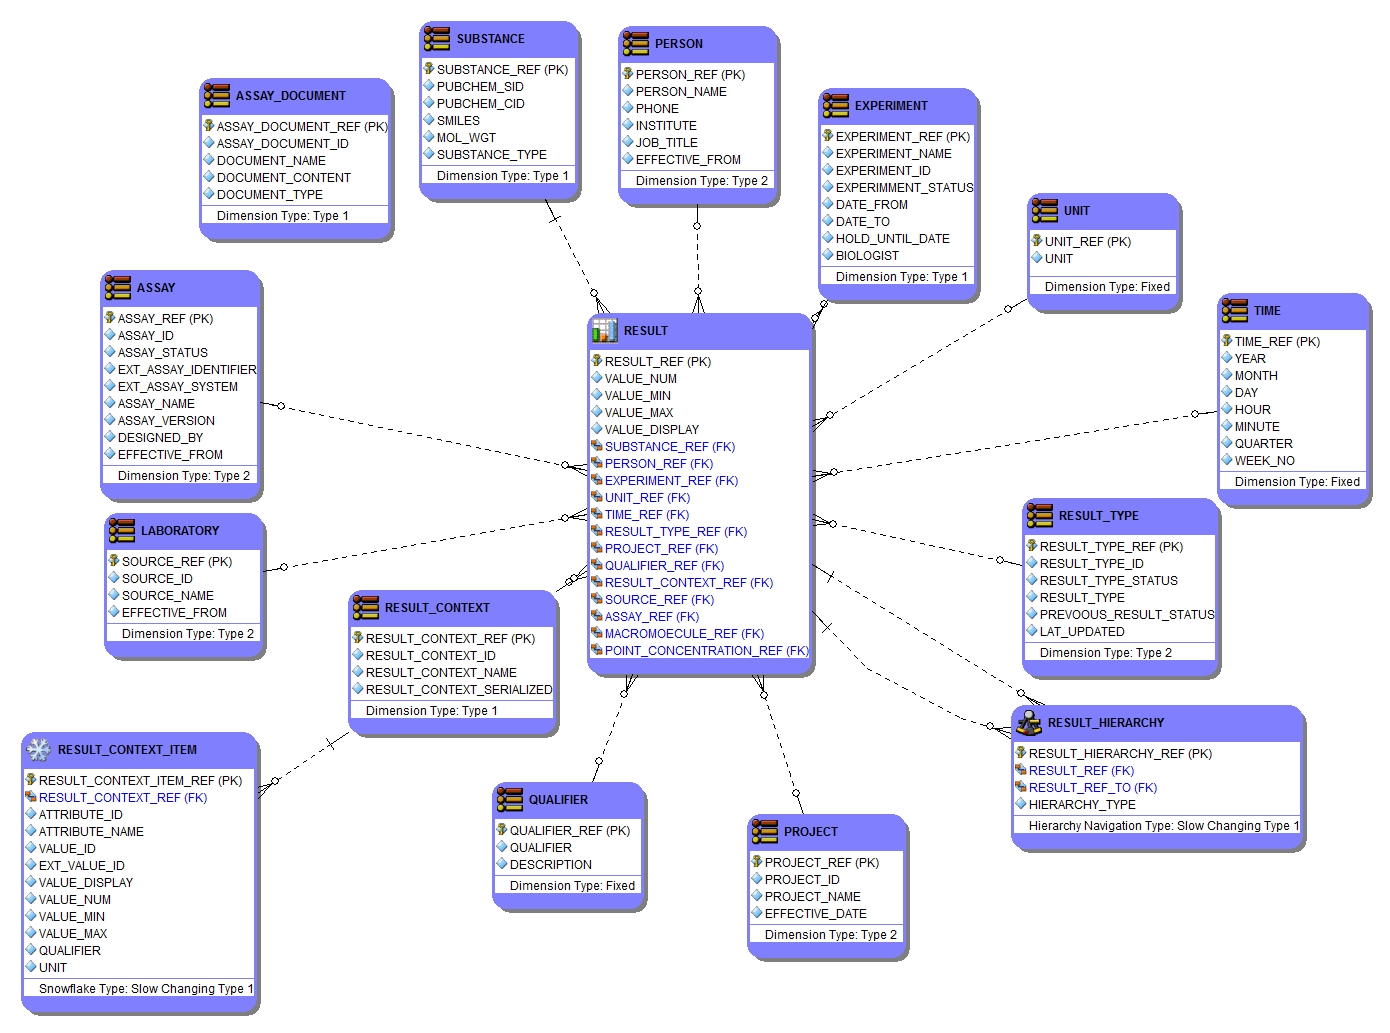 SUBSTANCE
SUBSTANCE_REF (PK)
PUBCHEM_SID
PUBCHEM_CID
SMILES
MOL_WGT
SUBSTANCE_TYPE
Dimension Type: Type 1
PERSON
PERSON_REF (PK)
PERSON_NAME
PHONE
INSTITUTE
JOB_TITLE
EFFECTIVE_FROM
Dimension Type: Type 2
ASSAY_DOCUMENT
ASSAY_DOCUMENT_REF (PK)
ASSAY_DOCUMENT_ID
DOCUMENT_NAME
DOCUMENT_CONTENT
DOCUMENT_TYPE
Dimension Type: Type 1
EXPERIMENT
EXPERIMENT_REF (PK)
EXPERIMENT_NAME
EXPERIMENT_ID
EXPERIMMENT_STATUS
DATE_FROM
DATE_TO
HOLD_UNTIL_DATE
BIOLOGIST
Dimension Type: Type 1
UNIT
UNIT_REF (PK)
UNIT
Dimension Type: Fixed
ASSAY
ASSAY_REF (PK)
ASSAY_ID
ASSAY_STATUS
EXT_ASSAY_IDENTIFIER
EXT_ASSAY_SYSTEM
ASSAY_NAME
ASSAY_VERSION
DESIGNED_BY
EFFECTIVE_FROM
Dimension Type: Type 2
RESULT
RESULT_REF (PK)
VALUE_NUM
VALUE_MIN
VALUE_MAX
VALUE_DISPLAY
SUBSTANCE_REF (FK)
PERSON_REF (FK)
EXPERIMENT_REF (FK)
UNIT_REF (FK)
TIME_REF (FK)
RESULT_TYPE_REF (FK)
PROJECT_REF (FK)
QUALIFIER_REF (FK)
RESULT_CONTEXT_REF (FK)
SOURCE_REF (FK)
ASSAY_REF (FK)
MACROMOECULE_REF (FK)
POINT_CONCENTRATION_REF (FK)
TIME
TIME_REF (PK)
YEAR
MONTH
DAY
HOUR
MINUTE
QUARTER
WEEK_NO
Dimension Type: Fixed
LABORATORY
SOURCE_REF (PK)
SOURCE_ID
SOURCE_NAME
EFFECTIVE_FROM
Dimension Type: Type 2
RESULT_TYPE
RESULT_TYPE_REF (PK)
RESULT_TYPE_ID
RESULT_TYPE_STATUS
RESULT_TYPE
PREVOOUS_RESULT_STATUS
LAT_UPDATED
Dimension Type: Type 2
RESULT_CONTEXT
RESULT_CONTEXT_REF (PK)
RESULT_CONTEXT_ID
RESULT_CONTEXT_NAME
RESULT_CONTEXT_SERIALIZED
Dimension Type: Type 1
RESULT_HIERARCHY
RESULT_HIERARCHY_REF (PK)
RESULT_REF (FK)
RESULT_REF_TO (FK)
HIERARCHY_TYPE
Hierarchy Navigation Type: Slow Changing Type 1
RESULT_CONTEXT_ITEM
RESULT_CONTEXT_ITEM_REF (PK)
RESULT_CONTEXT_REF (FK)
ATTRIBUTE_ID
ATTRIBUTE_NAME
VALUE_ID
EXT_VALUE_ID
VALUE_DISPLAY
VALUE_NUM
VALUE_MIN
VALUE_MAX
QUALIFIER
UNIT
Snowflake Type: Slow Changing Type 1
QUALIFIER
QUALIFIER_REF (PK)
QUALIFIER
DESCRIPTION
Dimension Type: Fixed
PROJECT
PROJECT_REF (PK)
PROJECT_ID
PROJECT_NAME
EFFECTIVE_DATE
Dimension Type: Type 2